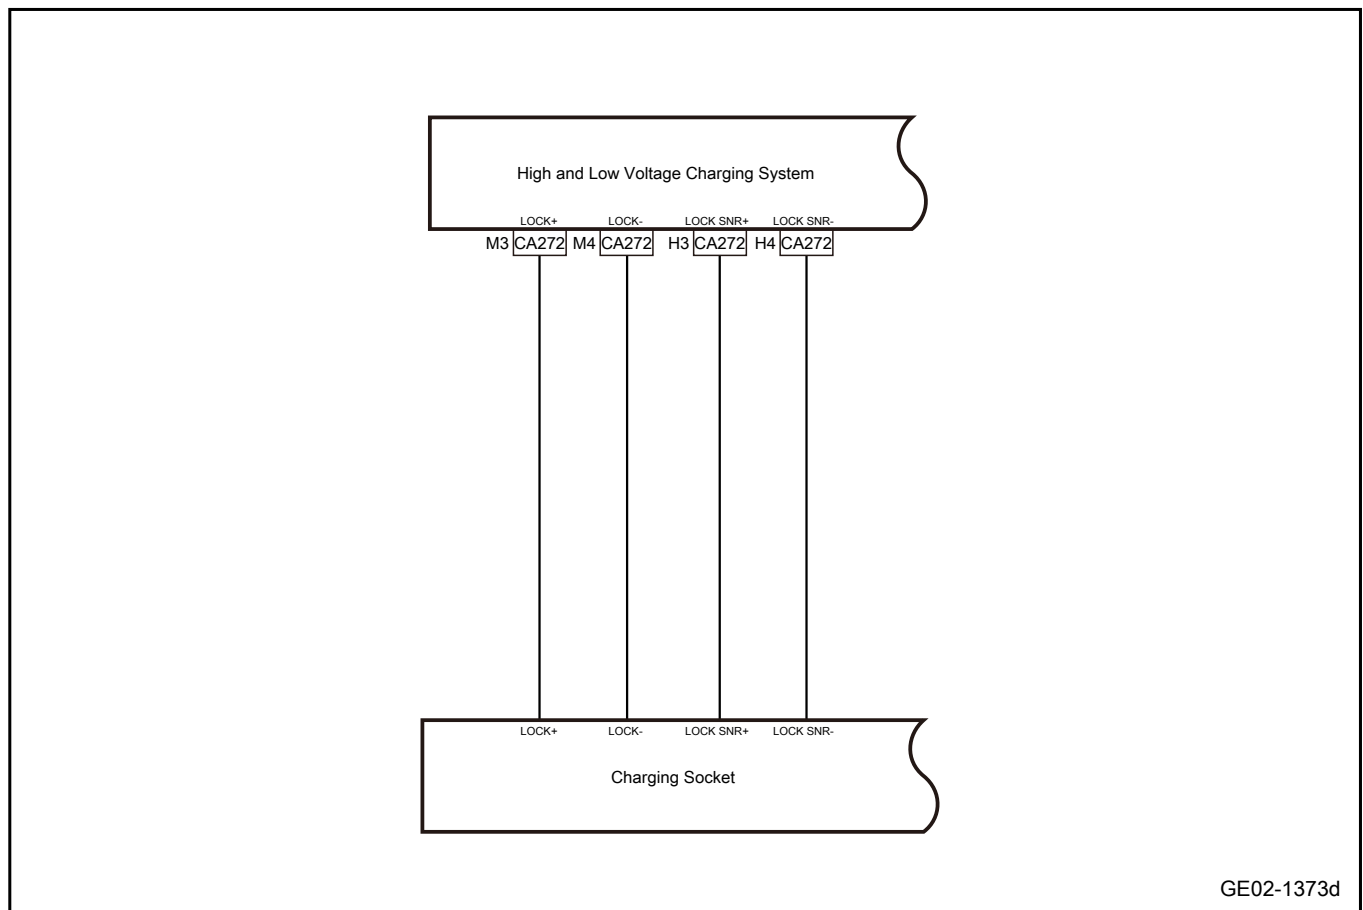 High and Low Voltage Charging System
LOCK+ LOCK- LOCK SNR+ LOCK SNR-
M3 CA272 M4 CA272 H3 CA272 H4 CA272
LOCK+ LOCK- LOCK SNR+ LOCK SNR-
Charging Socket
GE02-1373d